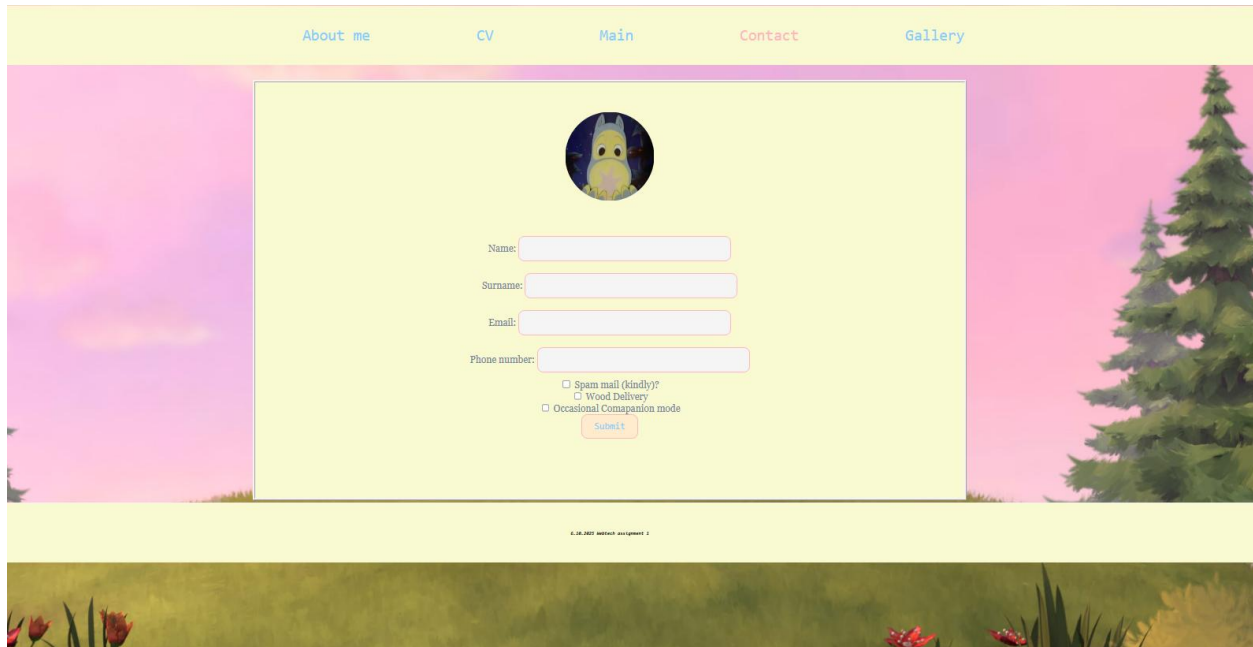 About me CV Main Contact Gallery
Name:
Surname:
Email:
Phone number:
Spam mail (kindly)?
Wood Delivery
Occasional Comapanion mode
Submit
6.10.2025 Webtech assignment 1